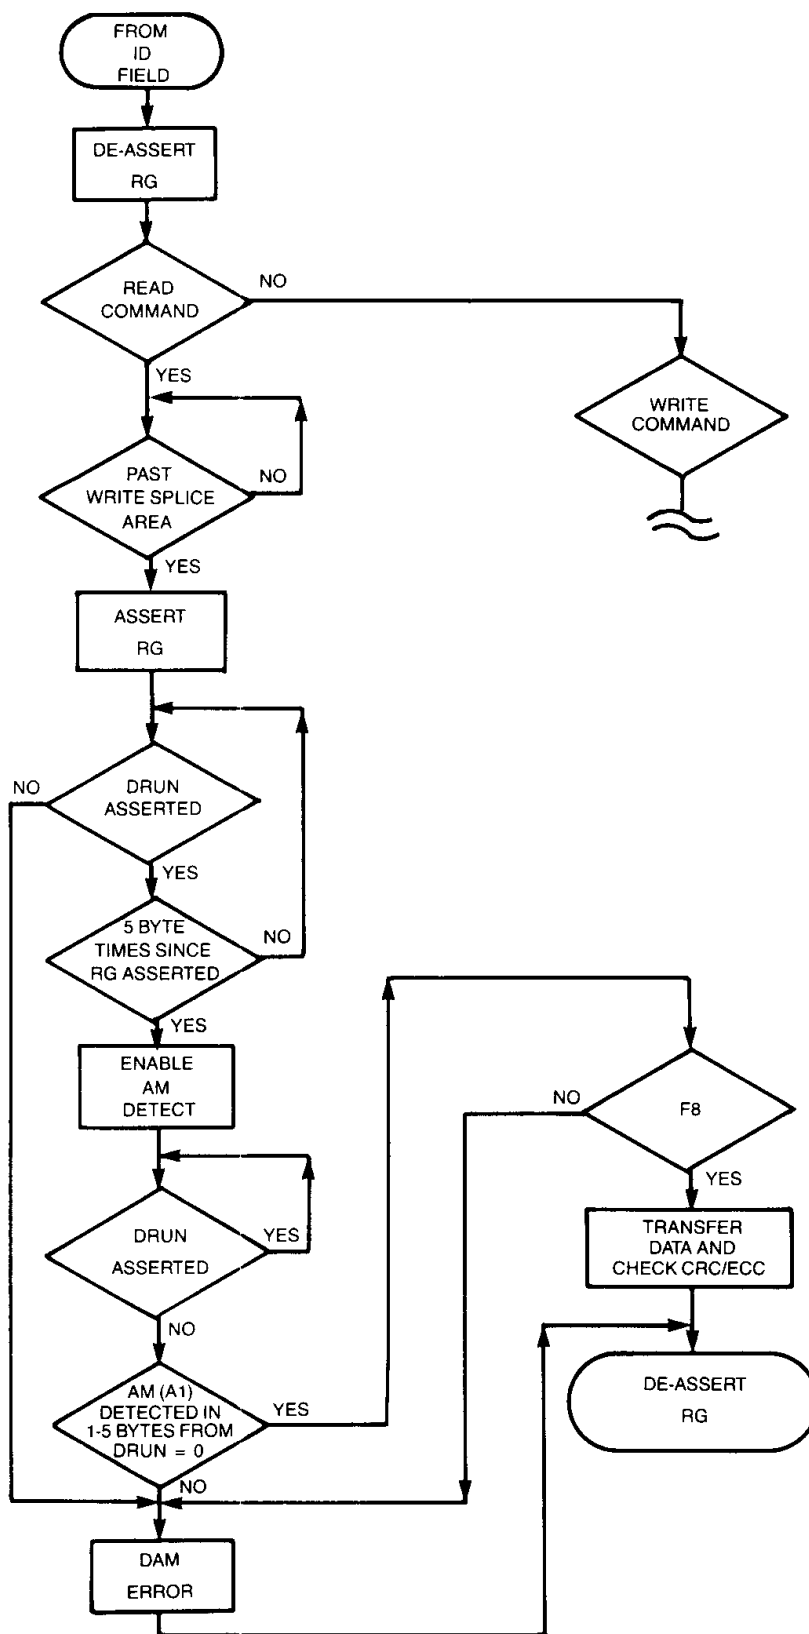 FROM
ID
FIELD
DE-ASSERT
RG
READ
COMMAND
NO
YES
WRITE
COMMAND
PAST
WRITE SPLICE
AREA
NO
YES
ASSERT
RG
NO
DRUN
ASSERTED
YES
5 BYTE
TIMES SINCE
RG ASSERTED
NO
YES
ENABLE
AM
DETECT
NO
F8
YES
DRUN
ASSERTED
YES
TRANSFER
DATA AND
CHECK CRC/ECC
NO
AM (A1)
DETECTED IN
1-5 BYTES FROM
DRUN = 0
YES
DE-ASSERT
RG
NO
DAM
ERROR